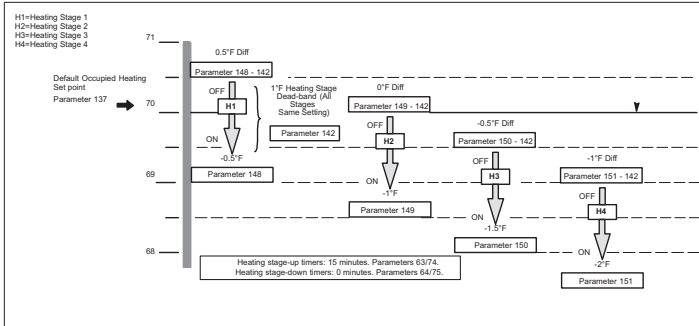 H1=Heating Stage 1
H2=Heating Stage 2
H3=Heating Stage 3
H4=Heating Stage 4
71
0.5°F Diff
Parameter 148 - 142
Default Occupied Heating
Set point
Parameter 137
70
OFF
H1
ON
-0.5°F
Parameter 148
1°F Heating Stage
Dead-band (All
Stages
Same Setting)
Parameter 142
0°F Diff
Parameter 149 - 142
OFF
H2
ON
-1°F
Parameter 149
-0.5°F Diff
Parameter 150 - 142
OFF
H3
ON
-1.5°F
Parameter 150
-1°F Diff
Parameter 151 - 142
OFF
H4
ON
-2°F
Parameter 151
69
68
Heating stage-up timers: 15 minutes. Parameters 63/74.
Heating stage-down timers: 0 minutes. Parameters 64/75.